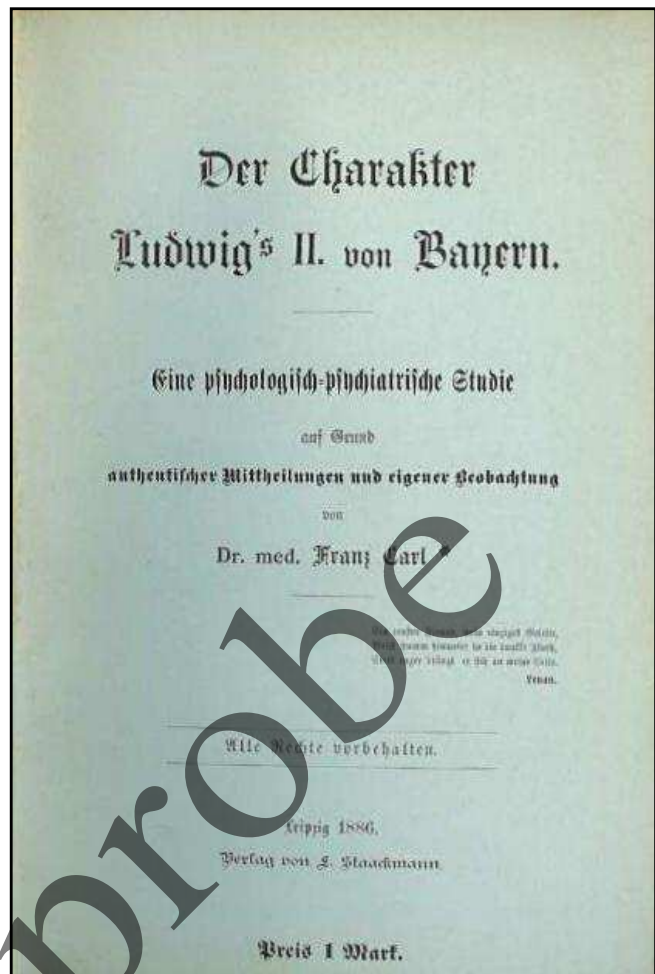 Der Charakter
Ludwig's II. von Bayern.
Eine psychologisch-psychiatrische Studie
auf Grund
authentischer Mittheilungen und eigener Beobachtung
von
Dr. med. Franz Carl *
Lenau.
Alle Rechte vorbehalten.
Leipzig 1886.
Verlag von L. Staackmann
Preis 1 Mark.
probe